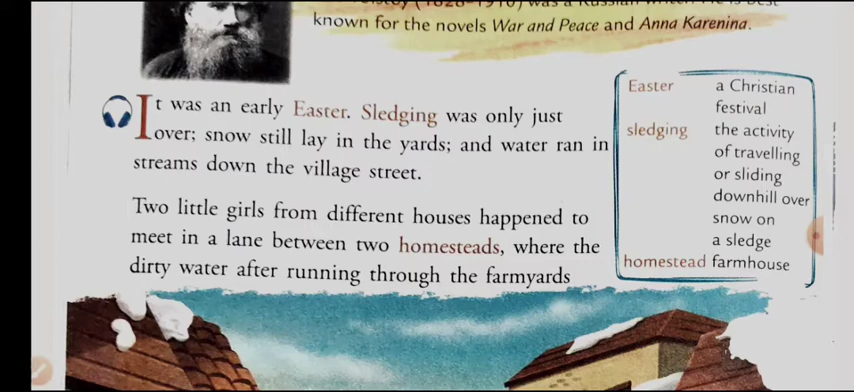 known for the novels War and Peace and Anna Karenina.
It was an early Easter. Sledging was only just
over; snow still lay in the yards; and water ran in
streams down the village street.
Two little girls from different houses happened to
meet in a lane between two homesteads, where the
dirty water after running through the farmyards
Easter a Christian
festival
sledging the activity
of travelling
or sliding
downhill over
snow on
a sledge
homestead farmhouse